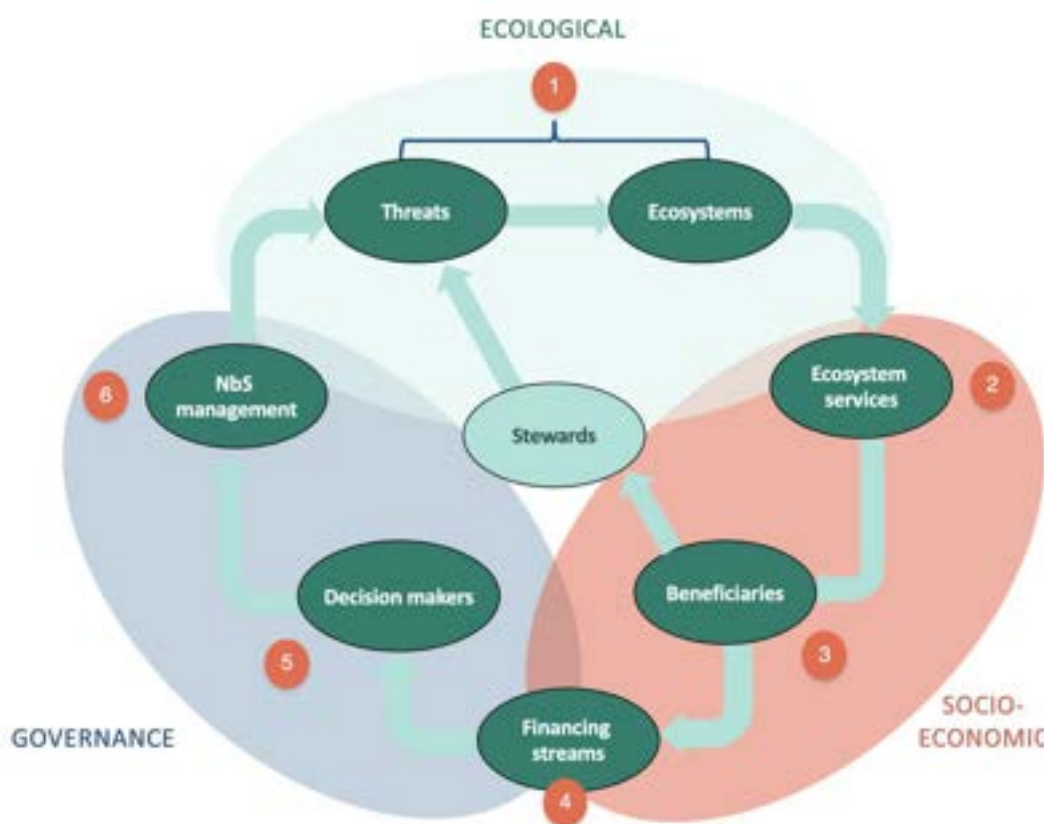 ECOLOGICAL
1
Threats
Ecosystems
6
NbS
management
Ecosystem
services
2
Stewards
Decision makers
Beneficiaries
5
3
GOVERNANCE
Financing
streams
4
SOCIO-
ECONOMIC